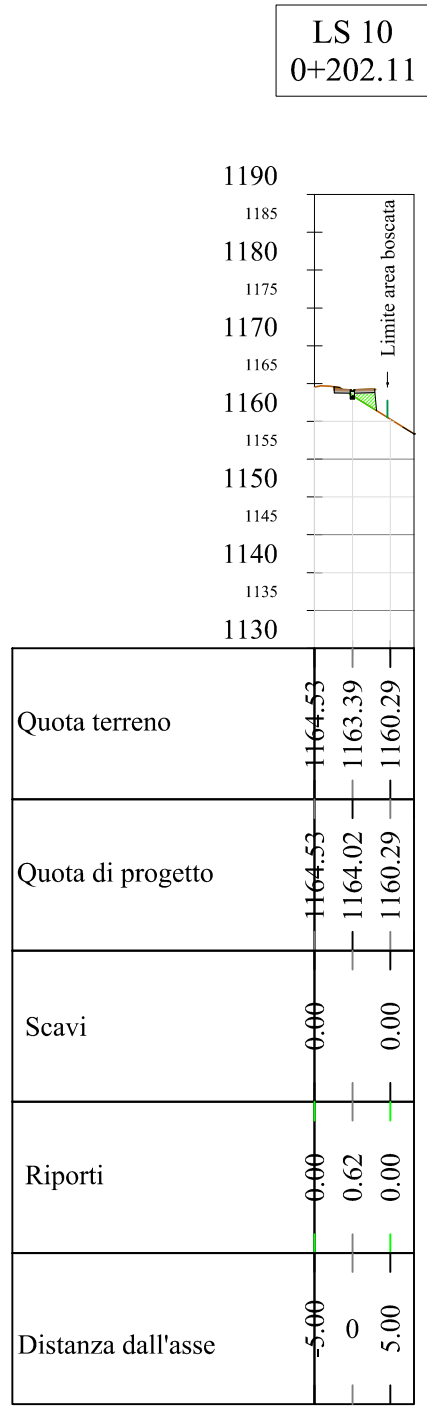 LS 10
0+202.11
1190
1185
1180
1175
1170
1165
1160
1155
1150
1145
1140
1135
1130
Limite area boscata
Quota terreno 1164.53 1163.39 1160.29
Quota di progetto 1164.53 1164.02 1160.29
Scavi 0.00 0.00
Riporti 0.00 0.62 0.00
Distanza dall'asse -5.00 0 5.00